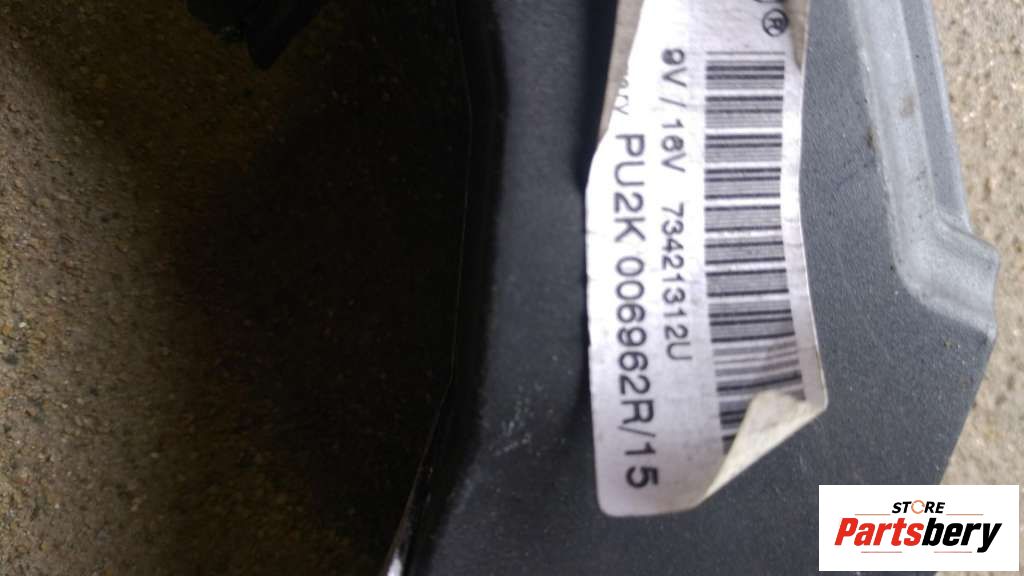 9V / 16V 73421312U
PU2K 006962R/15
STORE
Partsbery